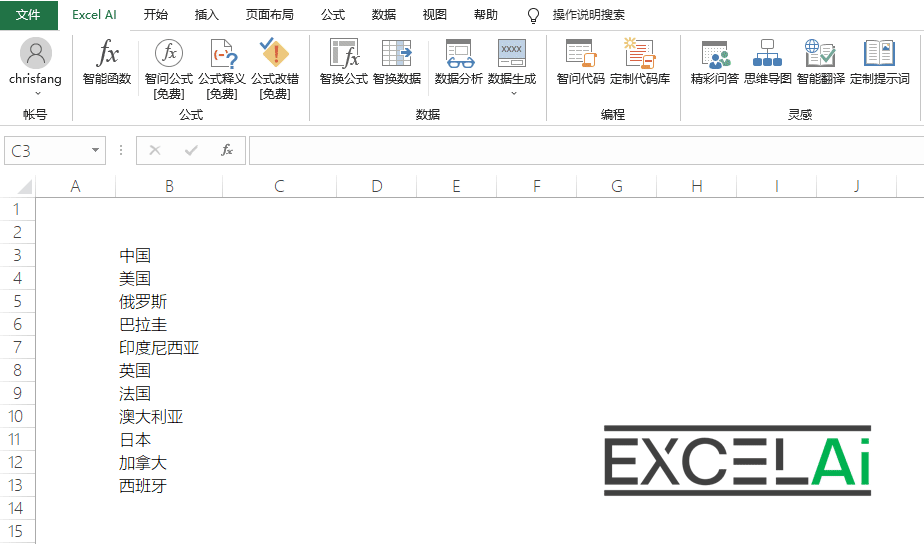 文件 Excel AI 开始 插入 页面布局 公式 数据 视图 帮助 操作说明搜索
fx fx
chrisfang 智能函数 智问公式 公式释义 公式改错 智换公式 智换数据 数据分析 数据生成 智问代码 定制代码库 精彩问答 思维导图 智能翻译 定制提示词
[免费] [免费] [免费]
帐号 公式 数据 编程 灵感
C3 fx
A B C D E F G H I J
1
2
3 中国
4 美国
5 俄罗斯
6 巴拉圭
7 印度尼西亚
8 英国
9 法国
10 澳大利亚
11 日本
12 加拿大
13 西班牙
14
15
EXCELAi